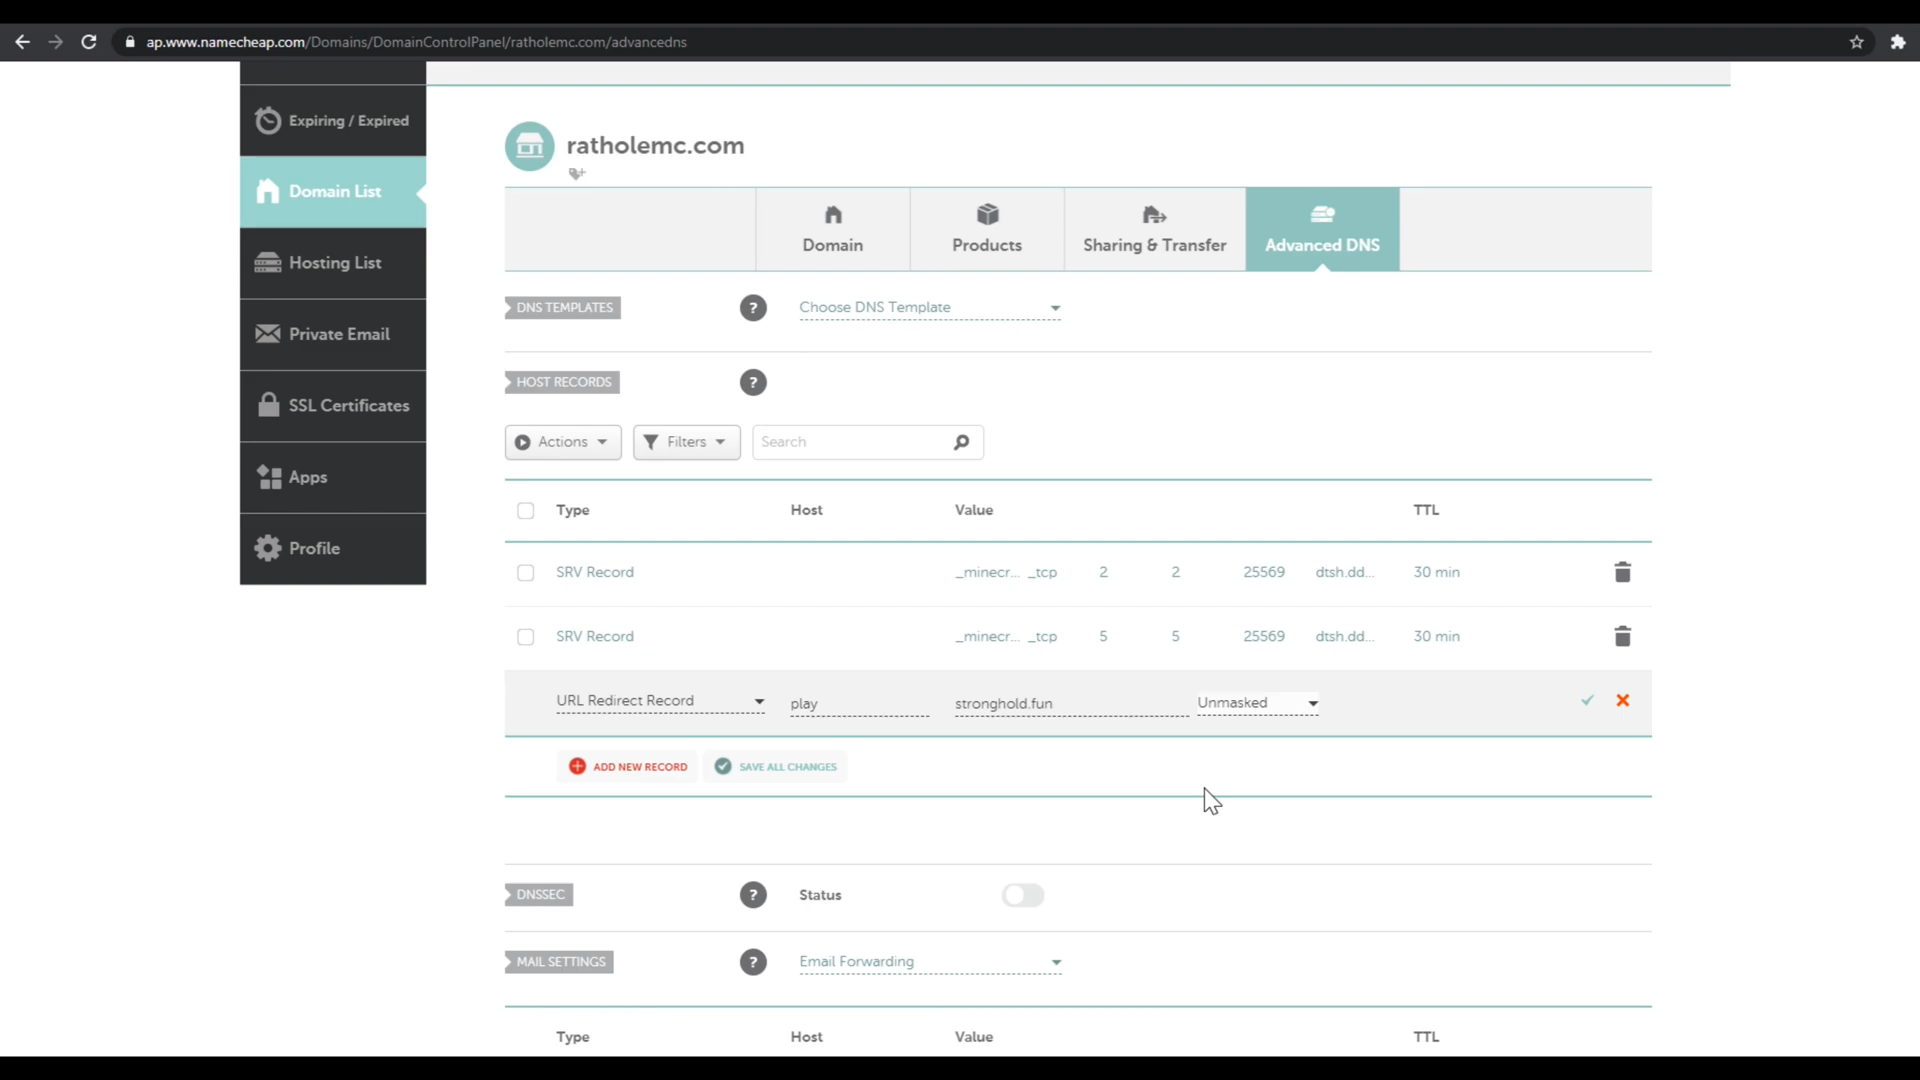 ap.www.namecheap.com/Domains/DomainControlPanel/ratholemc.com/advancedns
Expiring / Expired
Domain List
Hosting List
Private Email
SSL Certificates
Apps
Profile
ratholemc.com
Domain
Products
Sharing & Transfer
Advanced DNS
DNS TEMPLATES
?
Choose DNS Template
HOST RECORDS
?
Actions
Filters
Search
Type Host Value TTL
SRV Record _minecr... _tcp 2 2 25569 dtsh.dd... 30 min
SRV Record _minecr... _tcp 5 5 25569 dtsh.dd... 30 min
URL Redirect Record play stronghold.fun Unmasked
ADD NEW RECORD
SAVE ALL CHANGES
DNSSEC
?
Status
MAIL SETTINGS
?
Email Forwarding
Type Host Value TTL